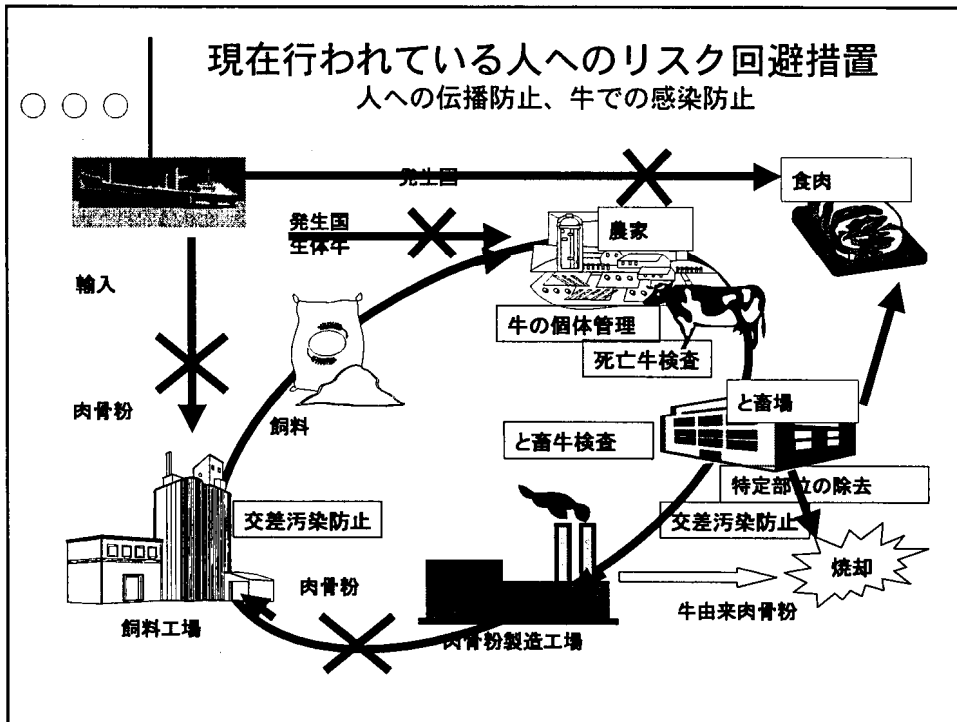 現在行われている人へのリスク回避措置
人への伝播防止、牛での感染防止
発生国
食肉
発生国
生体牛
農家
輸入
牛の個体管理
死亡牛検査
肉骨粉
飼料
と畜場
と畜牛検査
特定部位の除去
交差汚染防止
交差汚染防止
焼却
肉骨粉
牛由来肉骨粉
飼料工場
肉骨粉製造工場